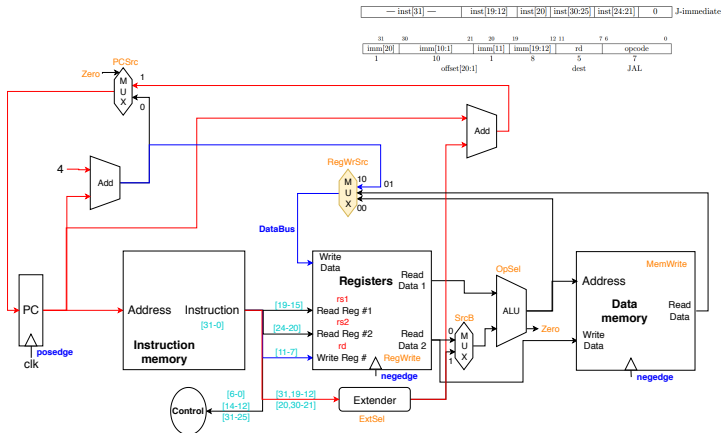 — inst[31] — inst[19:12] inst[20] inst[30:25] inst[24:21] 0 J-immediate
31 30 21 20 19 12 11 7 6 0
imm[20] imm[10:1] imm[11] imm[19:12] rd opcode
1 10 1 8 5 7
offset[20:1] dest JAL
PCSrc
Zero
MUX
1
0
Add
4
Add
RegWrSrc
MUX
10
01
00
DataBus
PC
clk
posedge
Address
Instruction
[31-0]
Instruction
memory
[19-15]
[24-20]
[11-7]
Write
Data
Registers
Read
Data 1
rs1
Read Reg #1
rs2
Read Reg #2
rd
Write Reg #
Read
Data 2
RegWrite
negedge
SrcB
0
MUX
1
OpSel
ALU
Zero
MemWrite
Address
Data
memory
Read
Data
Write
Data
negedge
Control
[6-0]
[14-12]
[31-25]
[31,19-12]
[20,30-21]
Extender
ExtSel